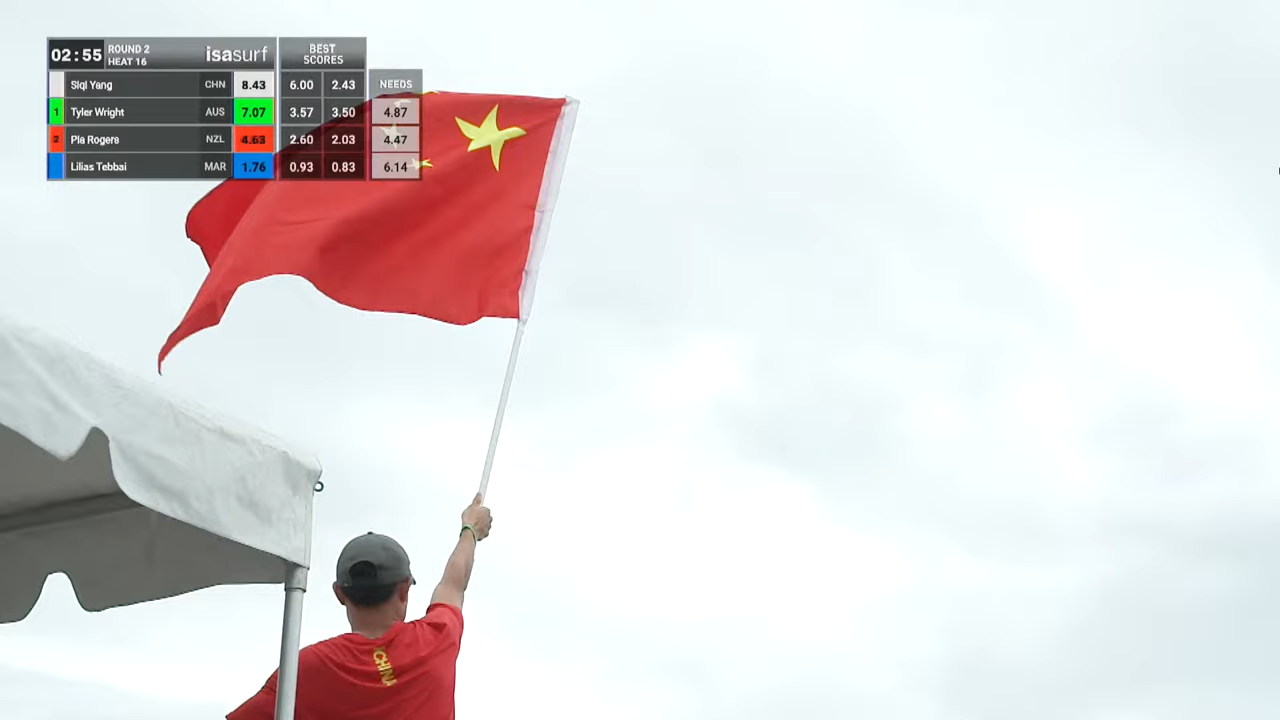 02:55 ROUND 2 HEAT 16 isasurf BEST SCORES
NEEDS
Siqi Yang CHN 8.43 6.00 2.43
1 Tyler Wright AUS 7.07 3.57 3.50 4.87
2 Pia Rogers NZL 4.63 2.60 2.03 4.47
Lilias Tebbai MAR 1.76 0.93 0.83 6.14
CHINA